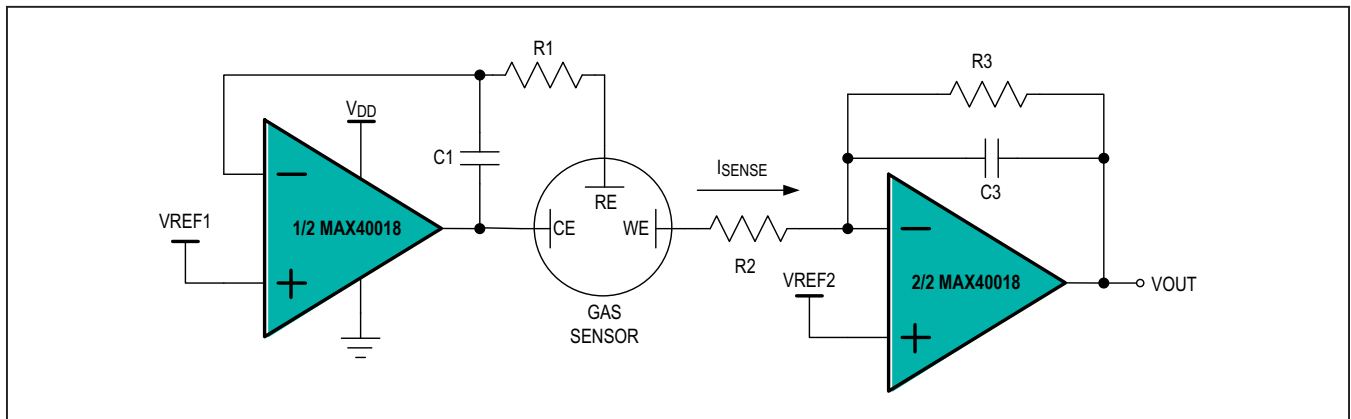 R1
R3
VDD
C1
ISENSE
C3
RE
VREF1
1/2 MAX40018
CE
WE
−
+
R2
VREF2
−
+
2/2 MAX40018
VOUT
GAS
SENSOR